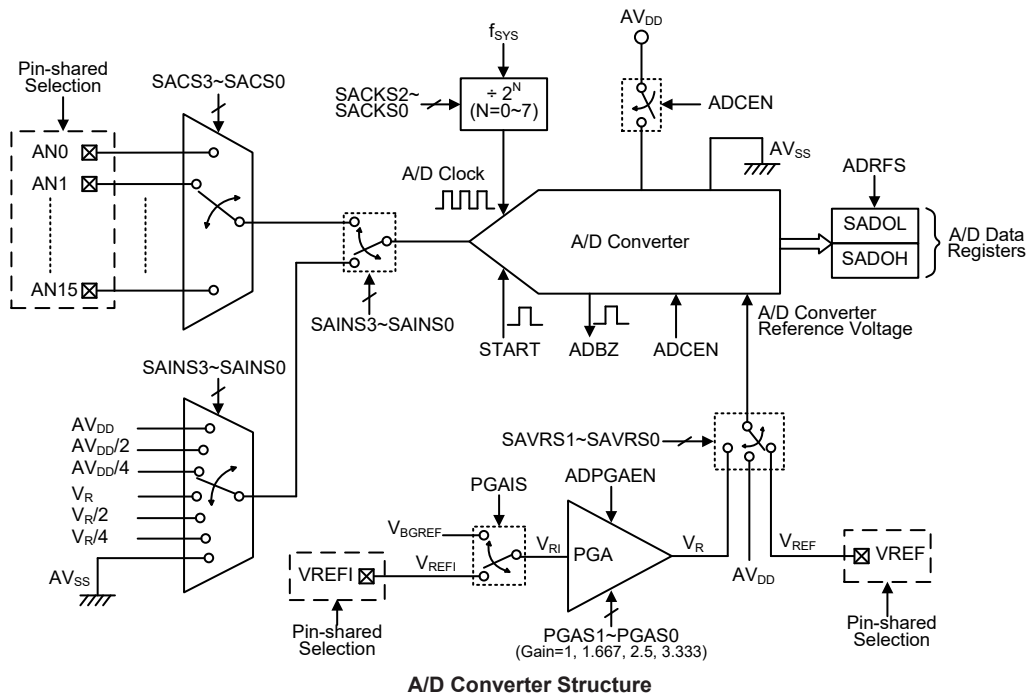 AVDD
fSYS
Pin-shared
Selection
SACS3~SACS0
÷ 2N
(N=0~7)
SACKS2~
SACKS0
ADCEN
AN0
AN1
AN15
A/D Clock
AVSS
ADRFS
A/D Converter
SADOL
SADOH
A/D Data
Registers
SAINS3~SAINS0
START
ADBZ
ADCEN
A/D Converter
Reference Voltage
SAINS3~SAINS0
AVDD
AVDD/2
AVDD/4
VR
VR/2
VR/4
AVSS
SAVRS1~SAVRS0
PGAIS
ADPGAEN
VBGREF
VREFI
VREFI
VRI
PGA
VR
AVDD
VREF
VREF
Pin-shared
Selection
PGAS1~PGAS0
(Gain=1, 1.667, 2.5, 3.333)
Pin-shared
Selection
A/D Converter Structure